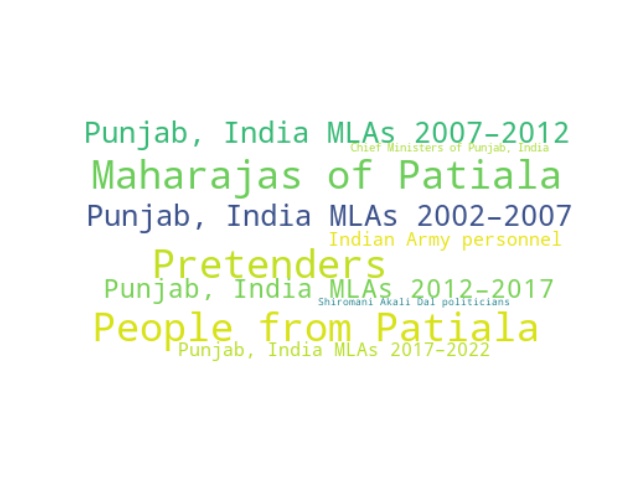 Punjab, India MLAs 2007–2012
Chief Ministers of Punjab, India
Maharajas of Patiala
Punjab, India MLAs 2002–2007
Indian Army personnel
Pretenders
Punjab, India MLAs 2012–2017
Shiromani Akali Dal politicians
People from Patiala
Punjab, India MLAs 2017–2022